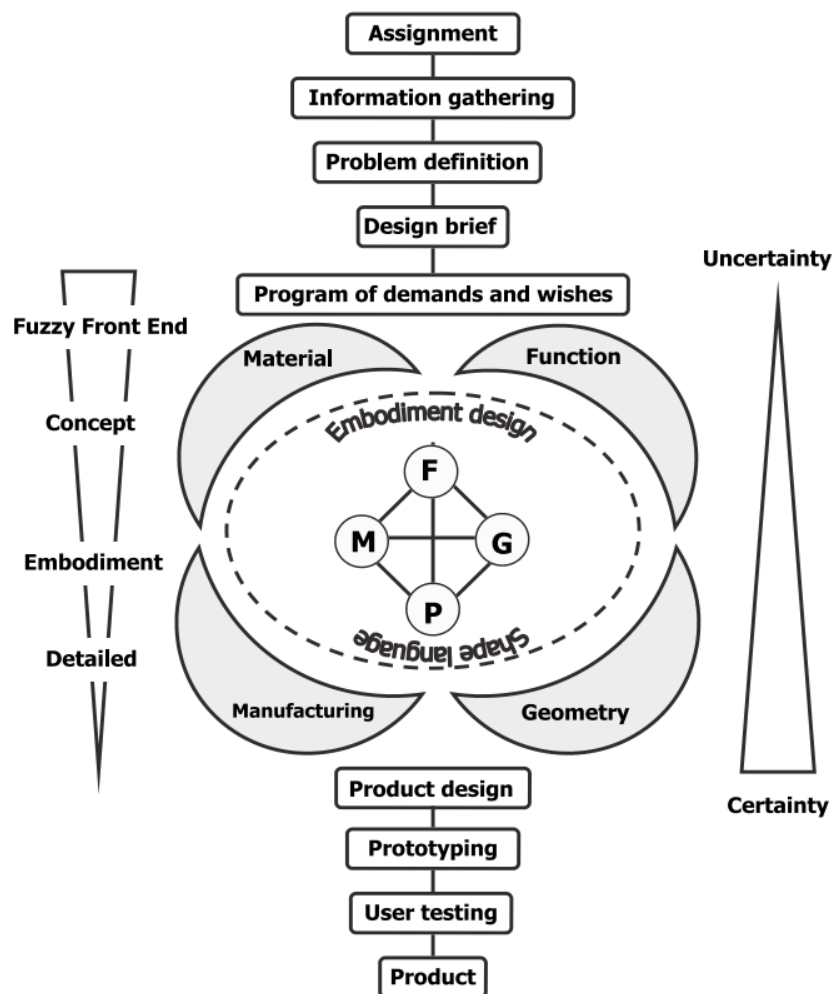 Assignment
Information gathering
Problem definition
Design brief
Program of demands and wishes
Uncertainty
Fuzzy Front End
Material
Function
Concept
Embodiment design
F
M
G
P
Embodiment
Shape language
Detailed
Manufacturing
Geometry
Product design
Certainty
Prototyping
User testing
Product